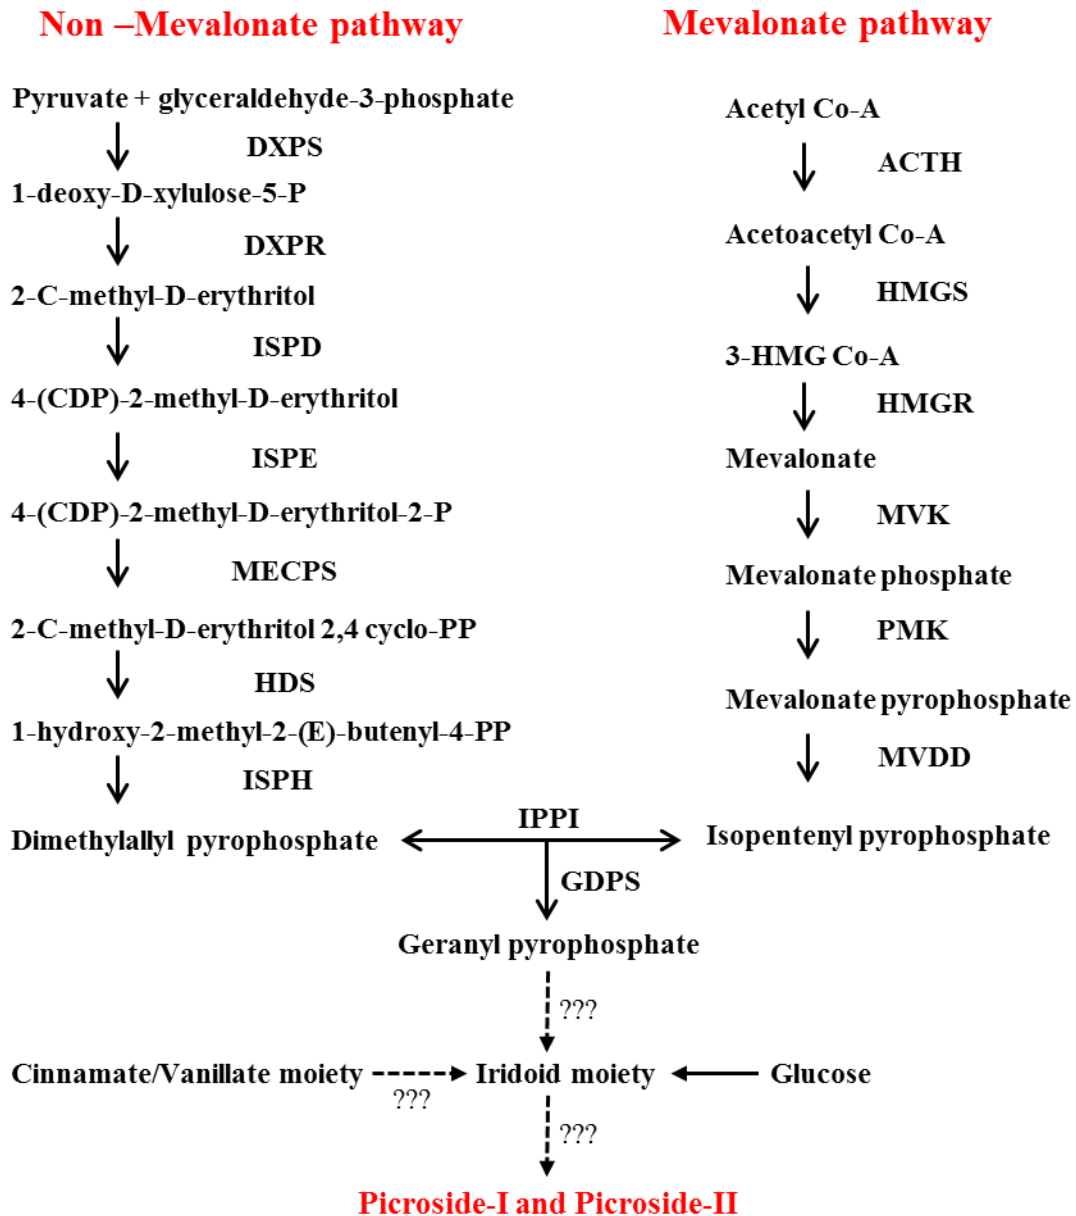 Non –Mevalonate pathway
Mevalonate pathway
Pyruvate + glyceraldehyde-3-phosphate
DXPS
1-deoxy-D-xylulose-5-P
DXPR
2-C-methyl-D-erythritol
ISPD
4-(CDP)-2-methyl-D-erythritol
ISPE
4-(CDP)-2-methyl-D-erythritol-2-P
MECPS
2-C-methyl-D-erythritol 2,4 cyclo-PP
HDS
1-hydroxy-2-methyl-2-(E)-butenyl-4-PP
ISPH
Dimethylallyl pyrophosphate
Acetyl Co-A
ACTH
Acetoacetyl Co-A
HMGS
3-HMG Co-A
HMGR
Mevalonate
MVK
Mevalonate phosphate
PMK
Mevalonate pyrophosphate
MVDD
Isopentenyl pyrophosphate
IPPI
GDPS
Geranyl pyrophosphate
???
Cinnamate/Vanillate moiety
???
Iridoid moiety
Glucose
???
Picroside-I and Picroside-II